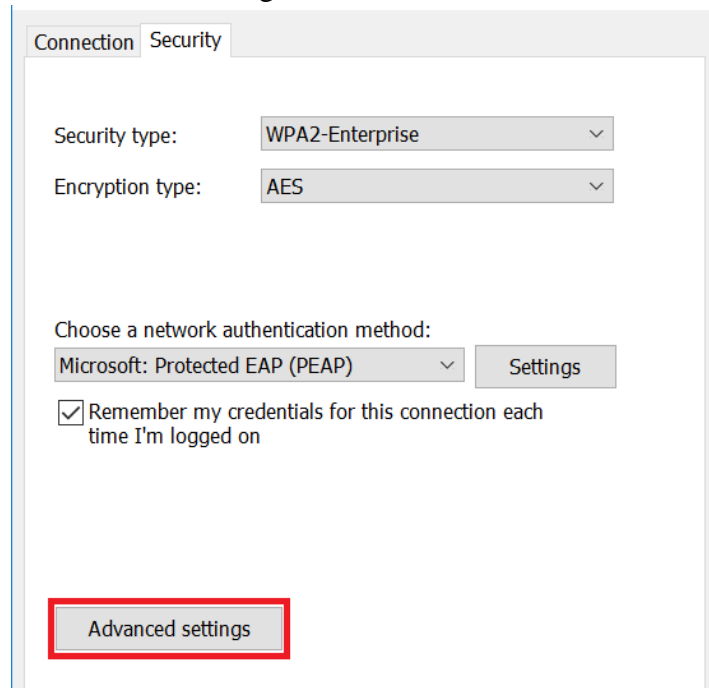 Connection Security
Security type: WPA2-Enterprise
Encryption type: AES
Choose a network authentication method:
Microsoft: Protected EAP (PEAP) Settings
Remember my credentials for this connection each
time I'm logged on
Advanced settings